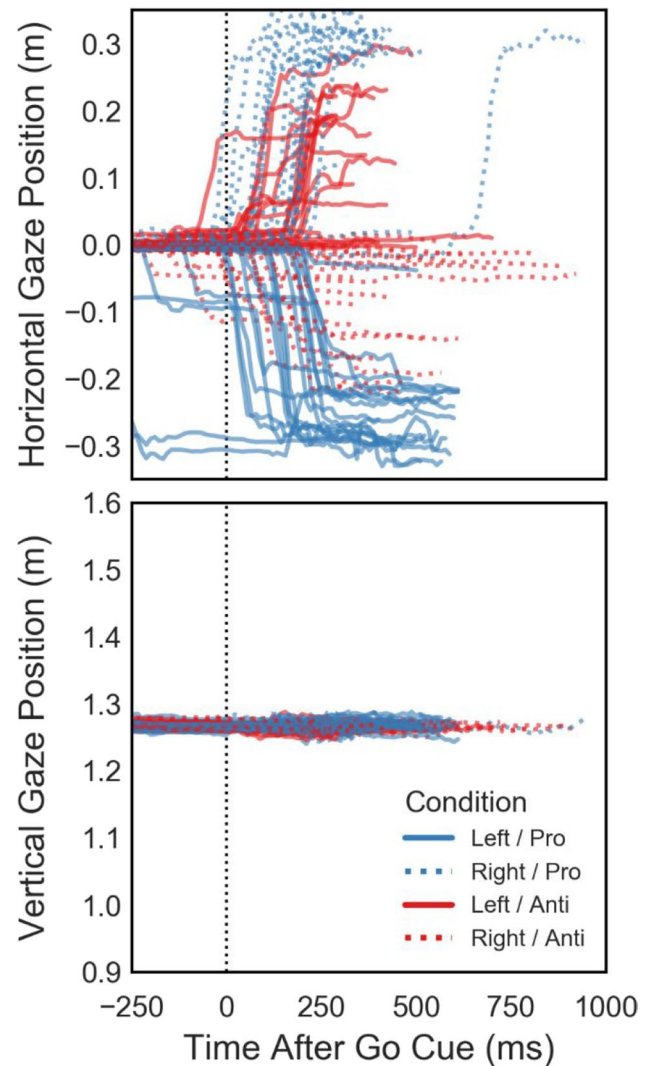 Horizontal Gaze Position (m)
0.3
0.2
0.1
0.0
−0.1
−0.2
−0.3
Vertical Gaze Position (m)
1.6
1.5
1.4
1.3
1.2
1.1
1.0
0.9
Condition
Left / Pro
Right / Pro
Left / Anti
Right / Anti
−250 0 250 500 750 1000
Time After Go Cue (ms)